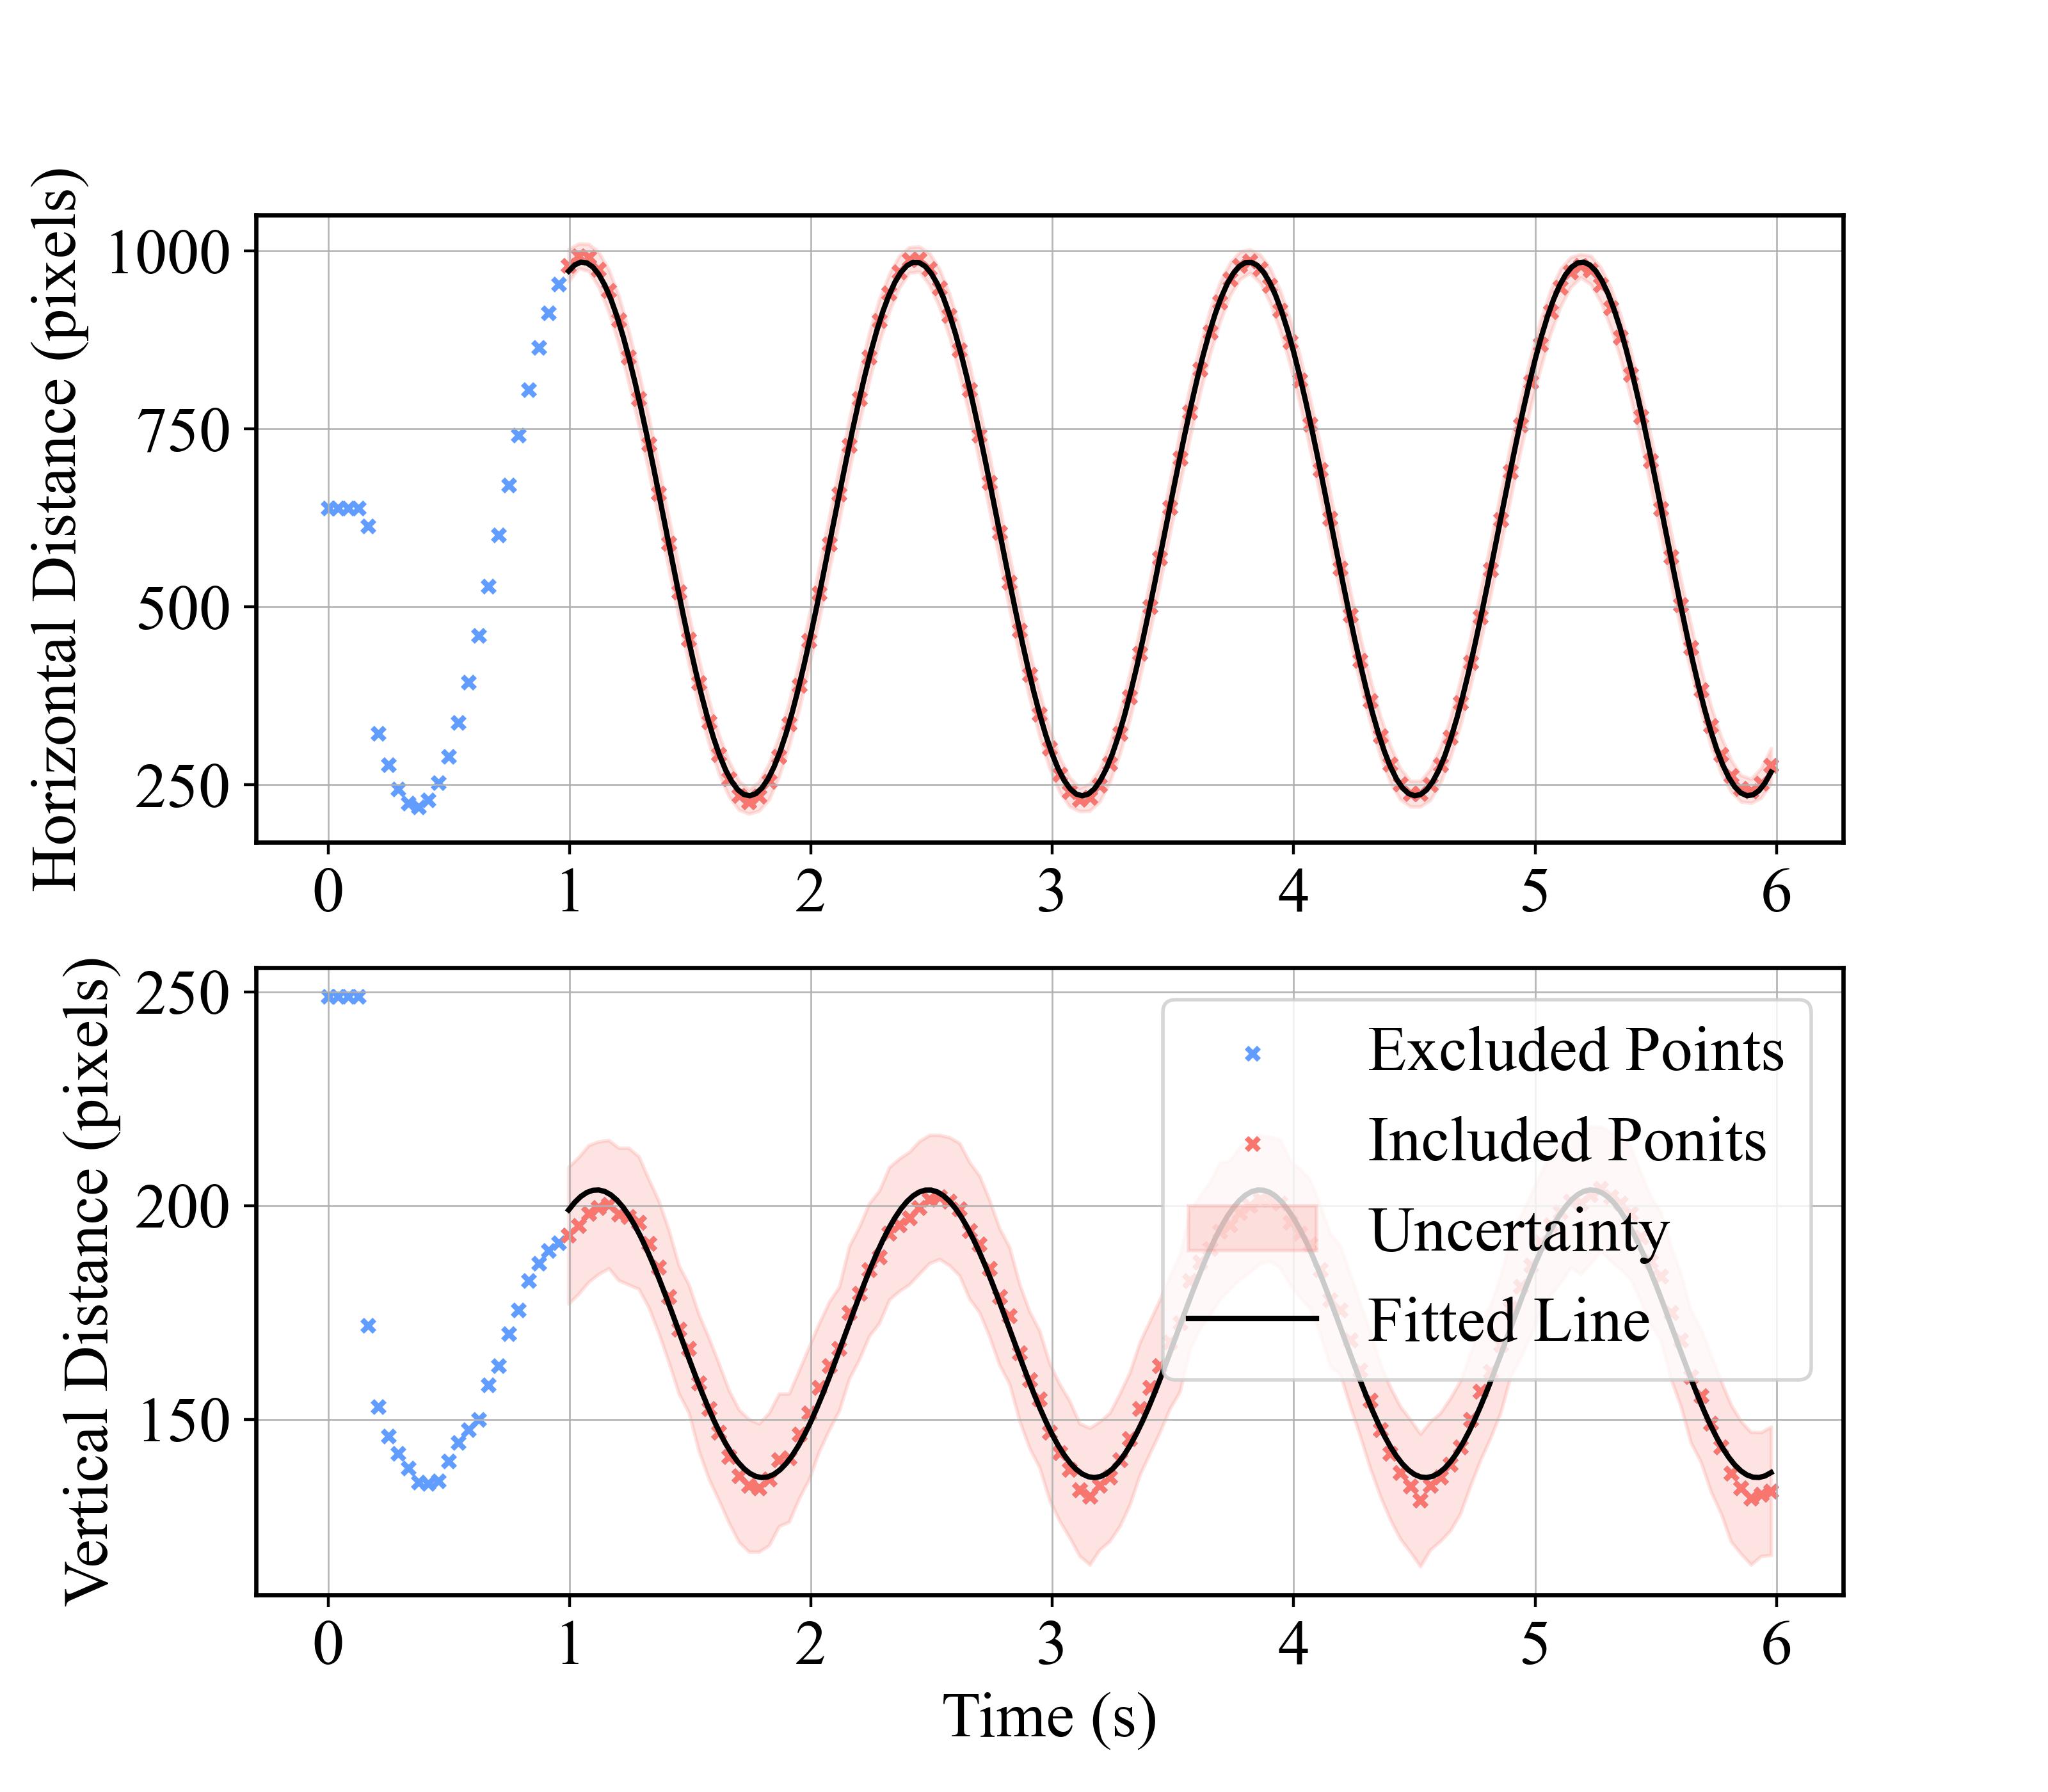 Horizontal Distance (pixels)
1000
750
500
250
0 1 2 3 4 5 6
Vertical Distance (pixels)
250
200
150
Excluded Points
Included Ponits
Uncertainty
Fitted Line
0 1 2 3 4 5 6
Time (s)